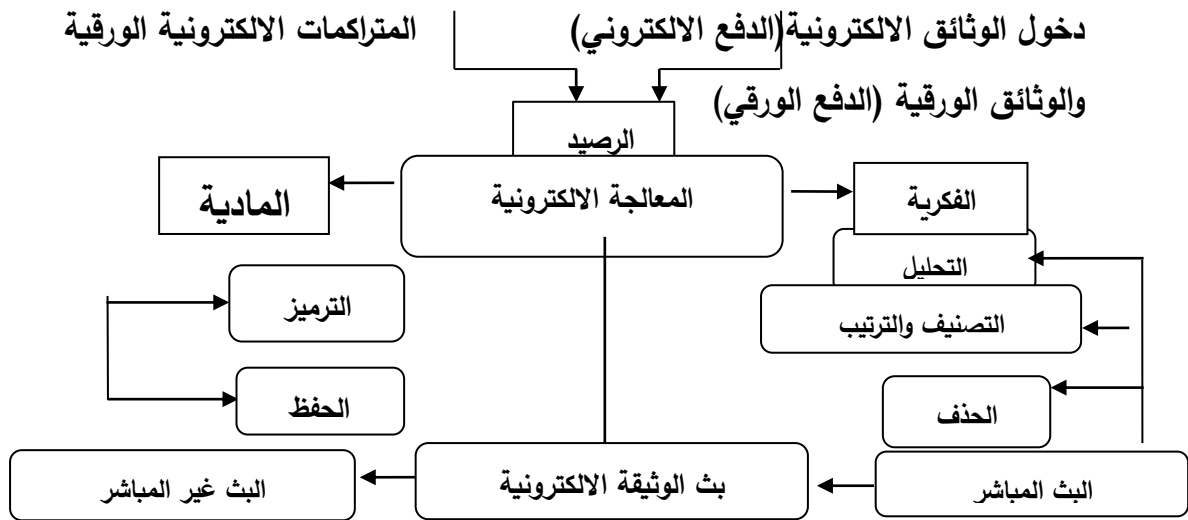 دخول الوثائق الالكترونية (الدفع الالكتروني)
المتراكمات الالكترونية الورقية
والوثائق الورقية (الدفع الورقي)
الرصيد
المعالجة الالكترونية
الفكرية
المادية
التحليل
الترميز
التصنيف والترتيب
الحذف
الحفظ
البث المباشر
بث الوثيقة الالكترونية
البث غير المباشر